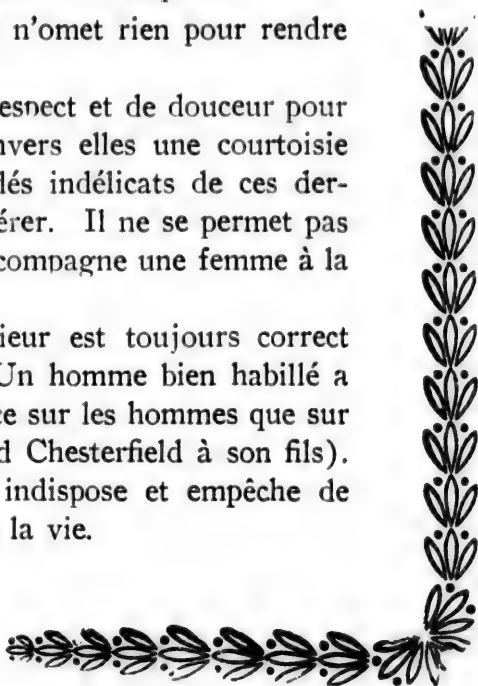 n'omet rien pour rendre
esnect et de douceur pour
nvers elles une courtoisie
lés indélicats de ces der-
érer. Il ne se permet pas
compagne une femme à la
ieur est toujours correct
Un homme bien habillé a
ce sur les hommes que sur
d Chesterfield à son fils).
indispose et empêche de
la vie.